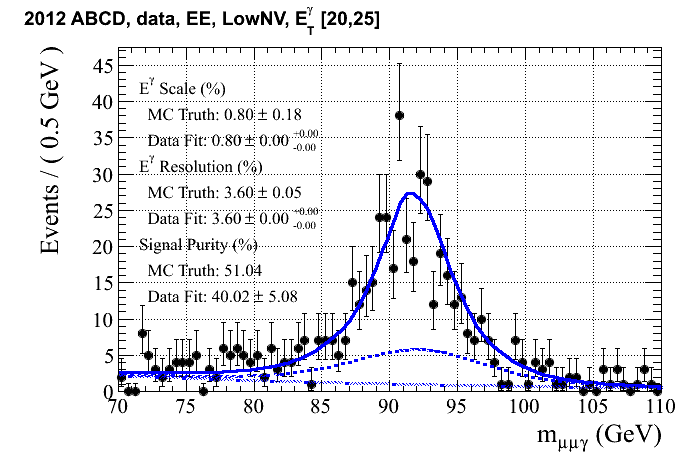 2012 ABCD, data, EE, LowNV, E_T^γ [20,25]
Events / ( 0.5 GeV )
45
40
35
30
25
20
15
10
5
0
E^γ Scale (%)
MC Truth: 0.80 ± 0.18
Data Fit: 0.80 ± 0.00 +0.00 -0.00
E^γ Resolution (%)
MC Truth: 3.60 ± 0.05
Data Fit: 3.60 ± 0.00 +0.00 -0.00
Signal Purity (%)
MC Truth: 51.04
Data Fit: 40.02 ± 5.08
70 75 80 85 90 95 100 105 110
m_μμγ (GeV)